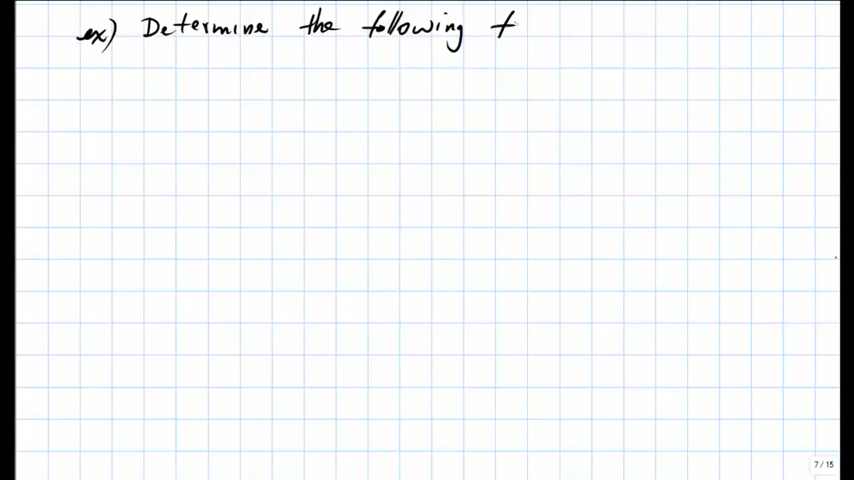 ex) Determine the following f
7 / 15